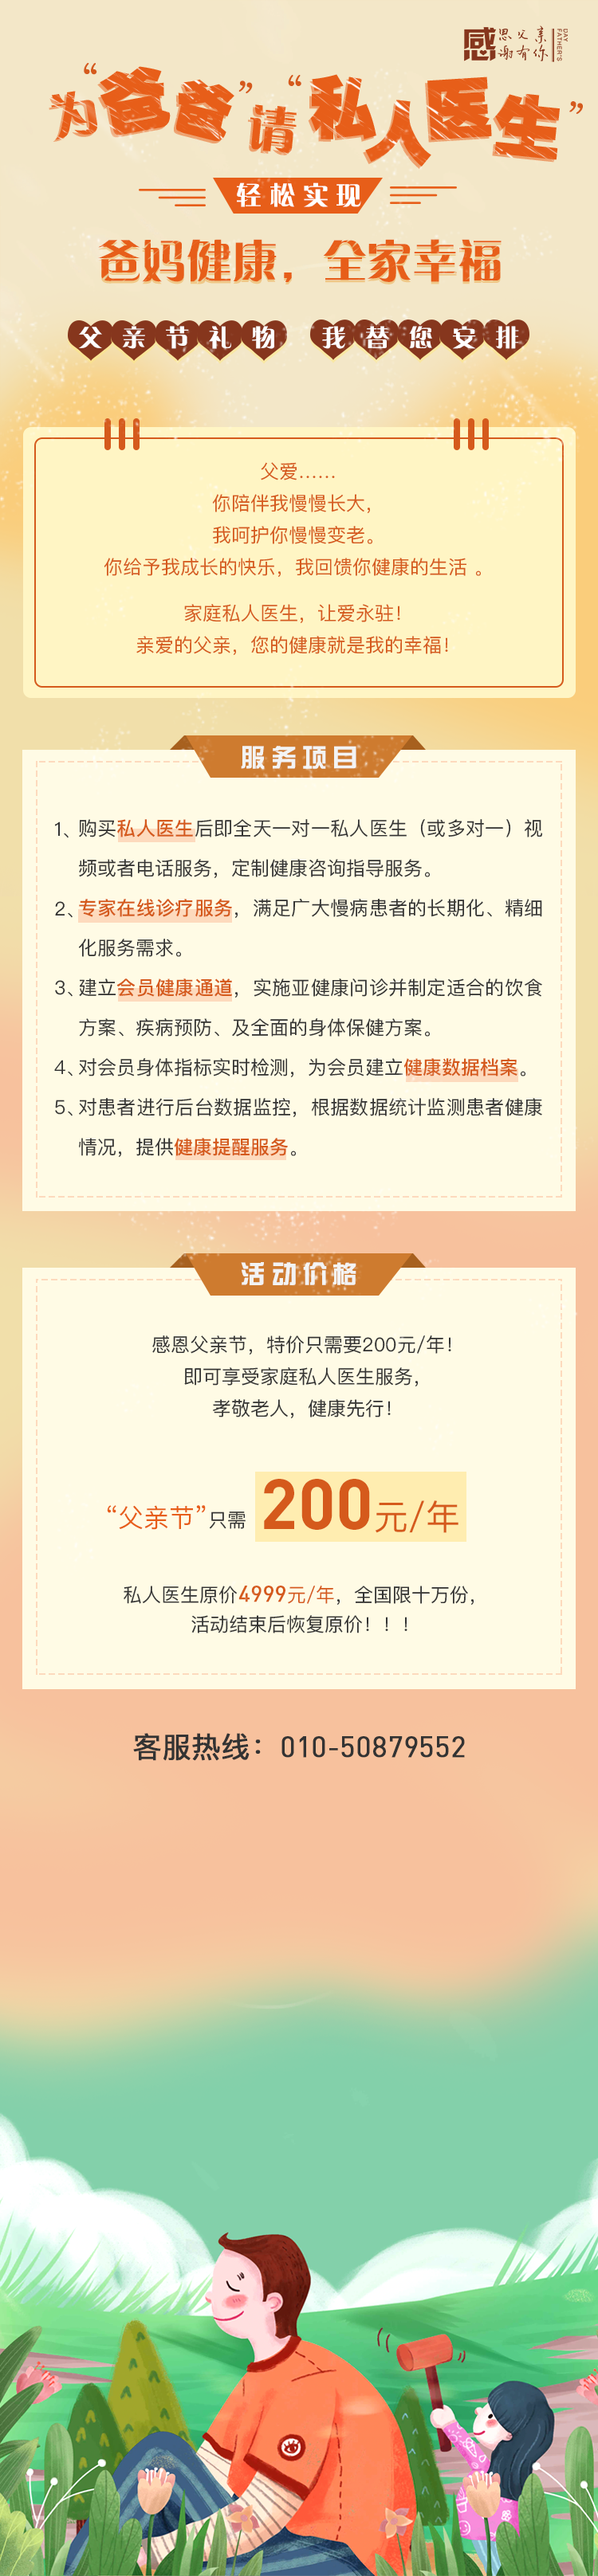 感恩父亲
谢有你
FATHER'S
DAY
为“爸爸”请“私人医生”
轻松实现
爸妈健康，全家幸福
父亲节礼物 我替您安排
父爱……
你陪伴我慢慢长大，
我呵护你慢慢变老。
你给予我成长的快乐，我回馈你健康的生活 。
家庭私人医生，让爱永驻！
亲爱的父亲，您的健康就是我的幸福！
服务项目
1、购买私人医生后即全天一对一私人医生（或多对一）视
频或者电话服务，定制健康咨询指导服务。
2、专家在线诊疗服务，满足广大慢病患者的长期化、精细
化服务需求。
3、建立会员健康通道，实施亚健康问诊并制定适合的饮食
方案、疾病预防、及全面的身体保健方案。
4、对会员身体指标实时检测，为会员建立健康数据档案。
5、对患者进行后台数据监控，根据数据统计监测患者健康
情况，提供健康提醒服务。
活动价格
感恩父亲节，特价只需要200元/年！
即可享受家庭私人医生服务，
孝敬老人，健康先行！
“父亲节”只需 200元/年
私人医生原价4999元/年，全国限十万份，
活动结束后恢复原价！！！
客服热线：010-50879552